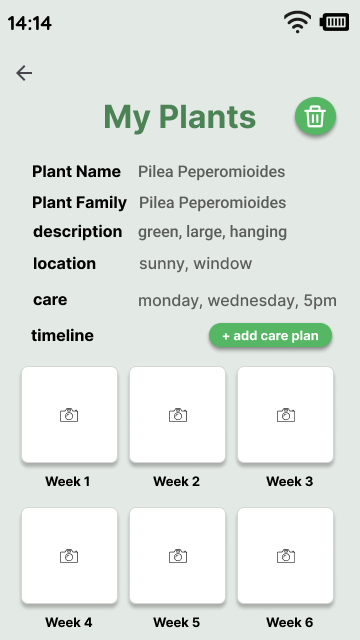 14:14
My Plants
Plant Name Pilea Peperomioides
Plant Family Pilea Peperomioides
description green, large, hanging
location sunny, window
care monday, wednesday, 5pm
timeline + add care plan
Week 1 Week 2 Week 3
Week 4 Week 5 Week 6